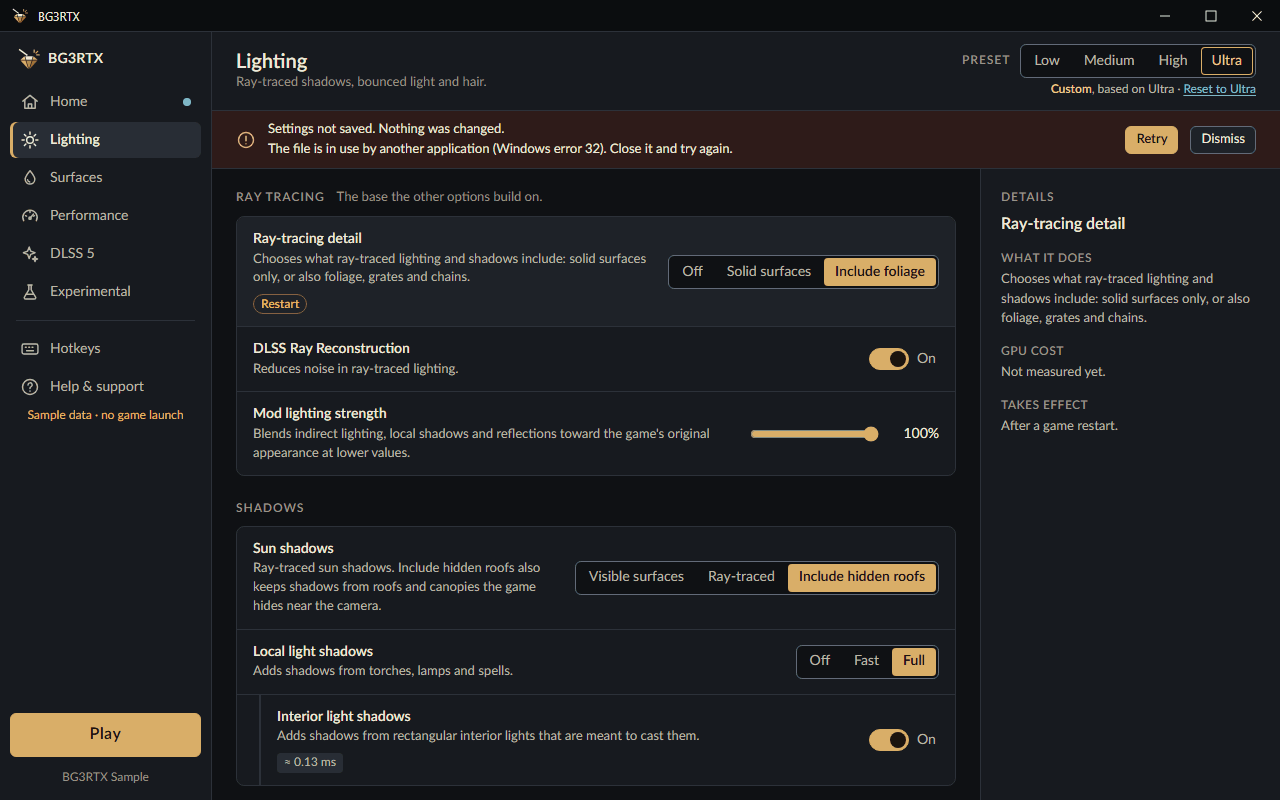 BG3RTX
BG3RTX
Home
Lighting
Surfaces
Performance
DLSS 5
Experimental
Hotkeys
Help & support
Sample data · no game launch
Play
BG3RTX Sample
Lighting
Ray-traced shadows, bounced light and hair.
PRESET Low Medium High Ultra
Custom, based on Ultra · Reset to Ultra
Settings not saved. Nothing was changed.
The file is in use by another application (Windows error 32). Close it and try again.
Retry Dismiss
RAY TRACING The base the other options build on.
Ray-tracing detail
Chooses what ray-traced lighting and shadows include: solid surfaces
only, or also foliage, grates and chains.
Restart
Off Solid surfaces Include foliage
DLSS Ray Reconstruction
Reduces noise in ray-traced lighting.
On
Mod lighting strength
Blends indirect lighting, local shadows and reflections toward the game's original
appearance at lower values.
100%
SHADOWS
Sun shadows
Ray-traced sun shadows. Include hidden roofs also
keeps shadows from roofs and canopies the game
hides near the camera.
Visible surfaces Ray-traced Include hidden roofs
Local light shadows
Adds shadows from torches, lamps and spells.
Off Fast Full
Interior light shadows
Adds shadows from rectangular interior lights that are meant to cast them.
≈ 0.13 ms
On
DETAILS
Ray-tracing detail
WHAT IT DOES
Chooses what ray-traced lighting and
shadows include: solid surfaces only, or also
foliage, grates and chains.
GPU COST
Not measured yet.
TAKES EFFECT
After a game restart.